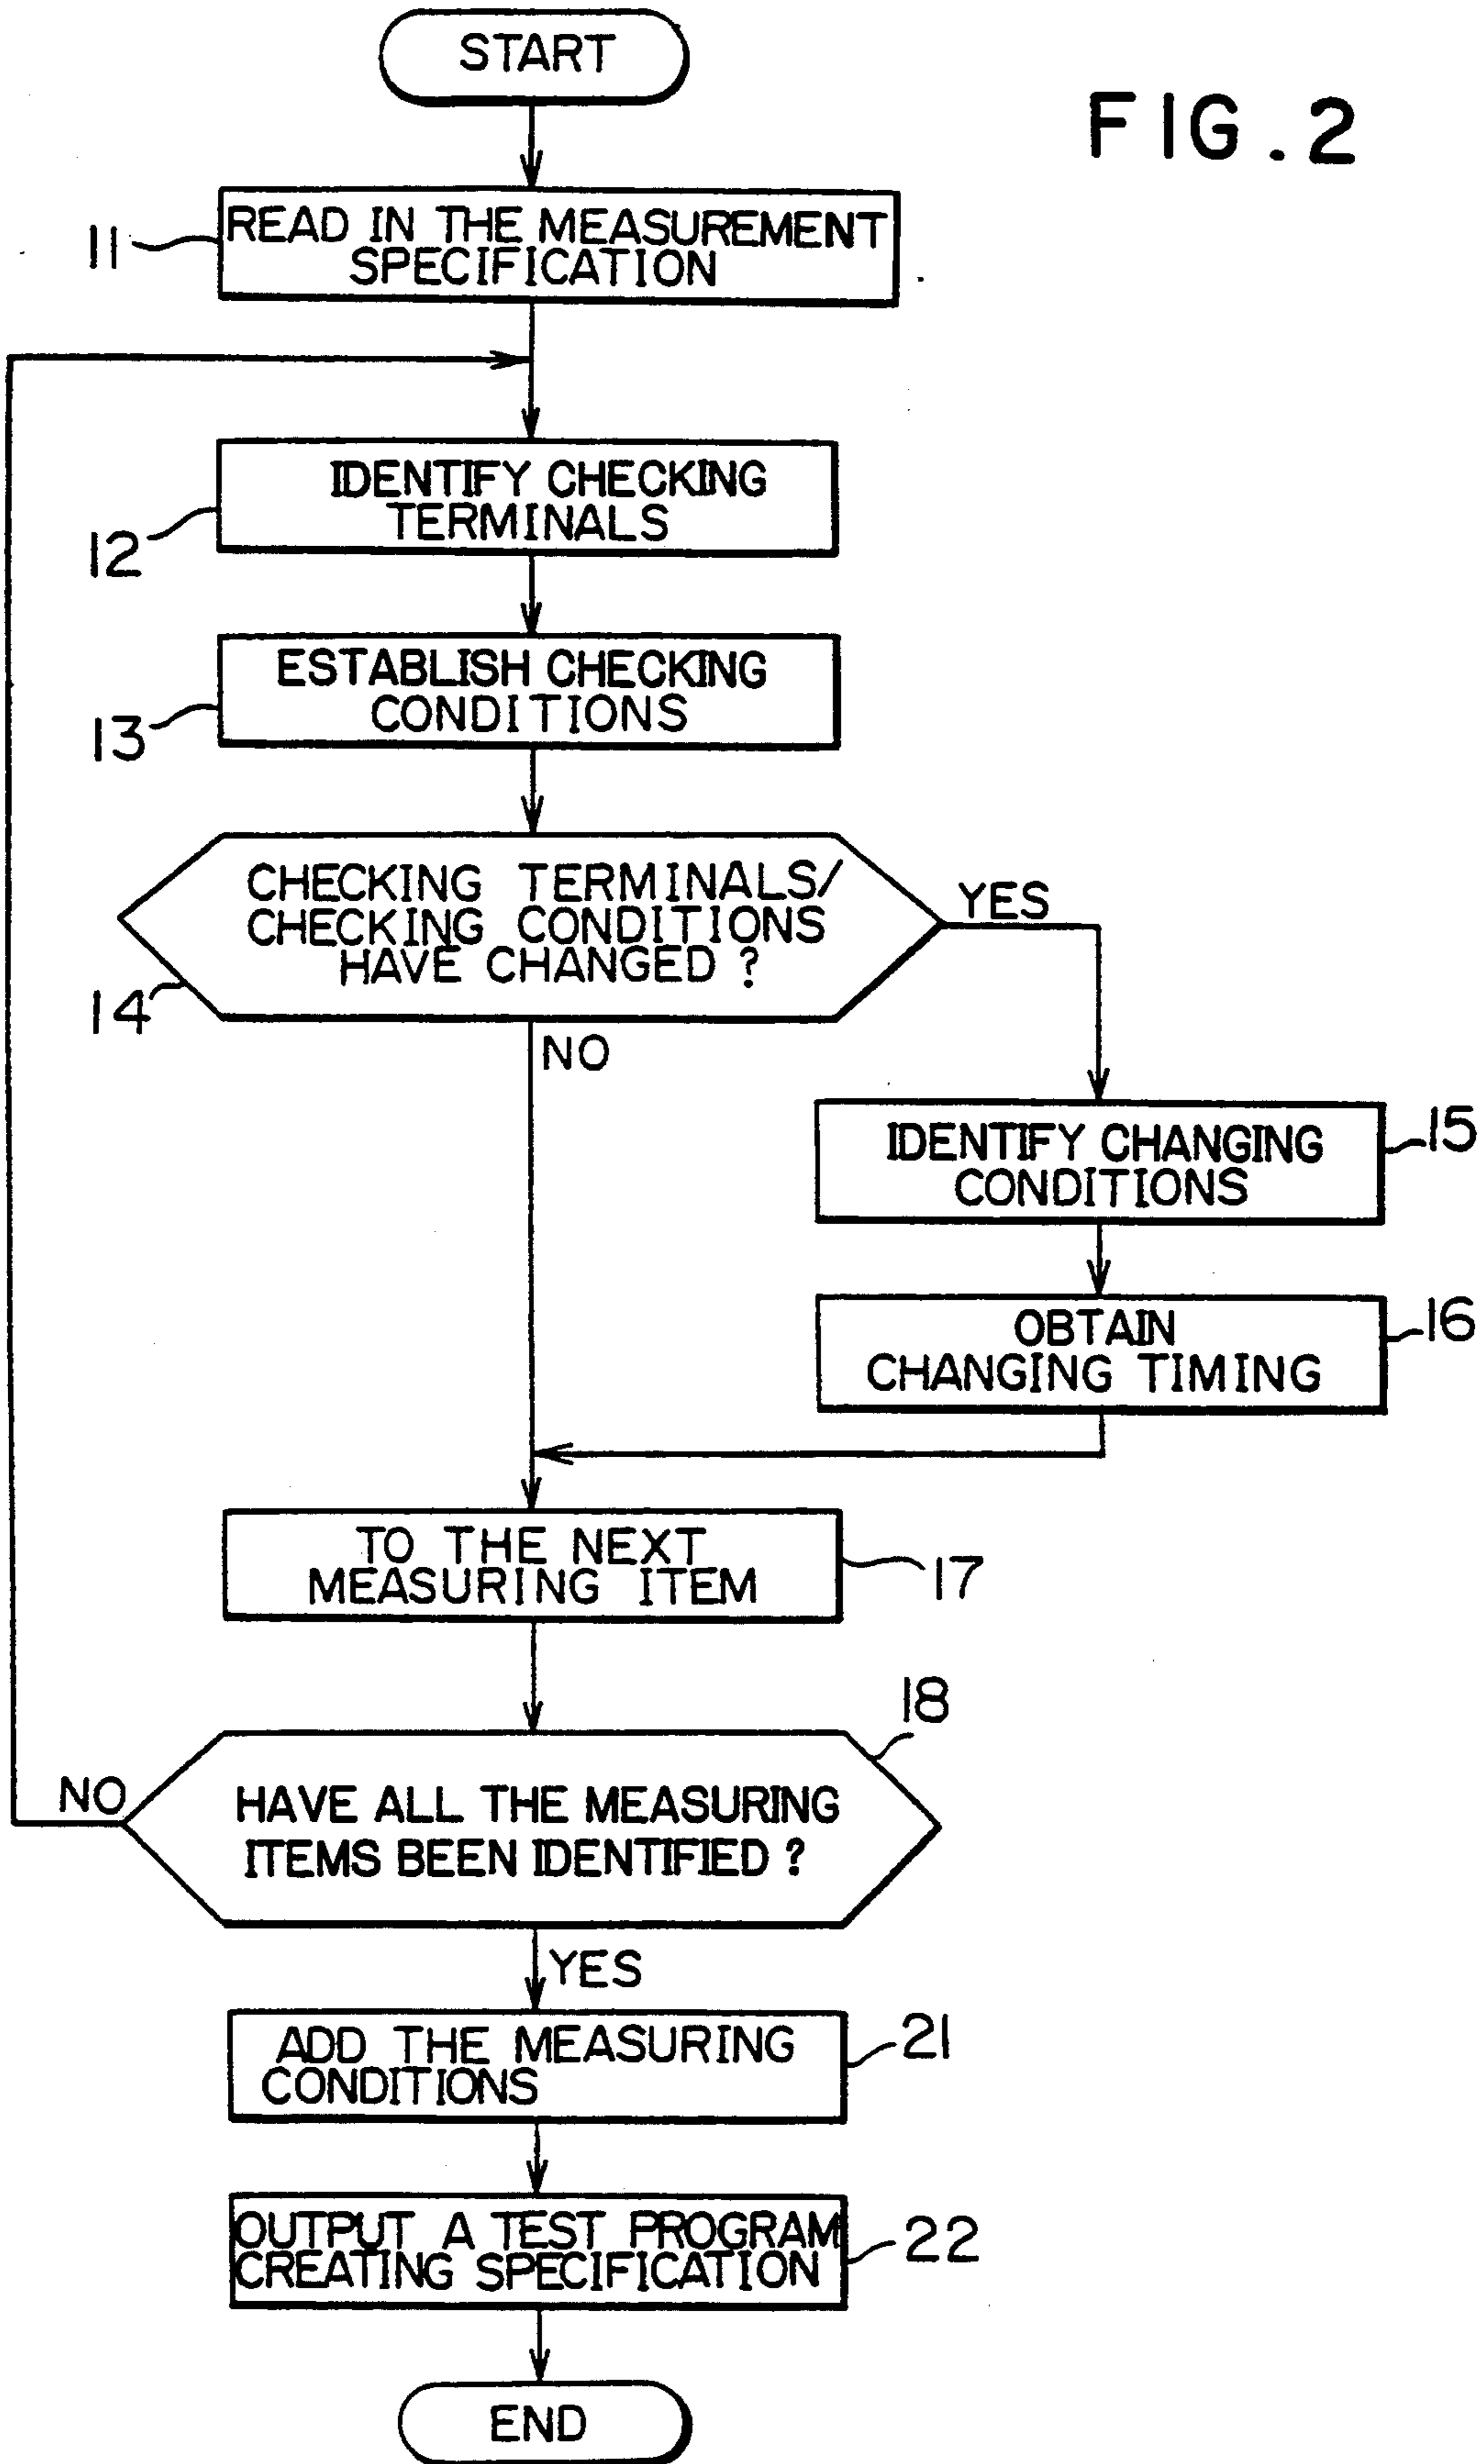 START
FIG.2
11
READ IN THE MEASUREMENT
SPECIFICATION
IDENTIFY CHECKING
TERMINALS
12
ESTABLISH CHECKING
CONDITIONS
13
CHECKING TERMINALS/
CHECKING CONDITIONS
HAVE CHANGED ?
YES
14
NO
IDENTIFY CHANGING
CONDITIONS
15
OBTAIN
CHANGING TIMING
16
TO THE NEXT
MEASURING ITEM
17
18
NO
HAVE ALL THE MEASURING
ITEMS BEEN IDENTIFIED ?
YES
ADD THE MEASURING
CONDITIONS
21
OUTPUT A TEST PROGRAM
CREATING SPECIFICATION
22
END